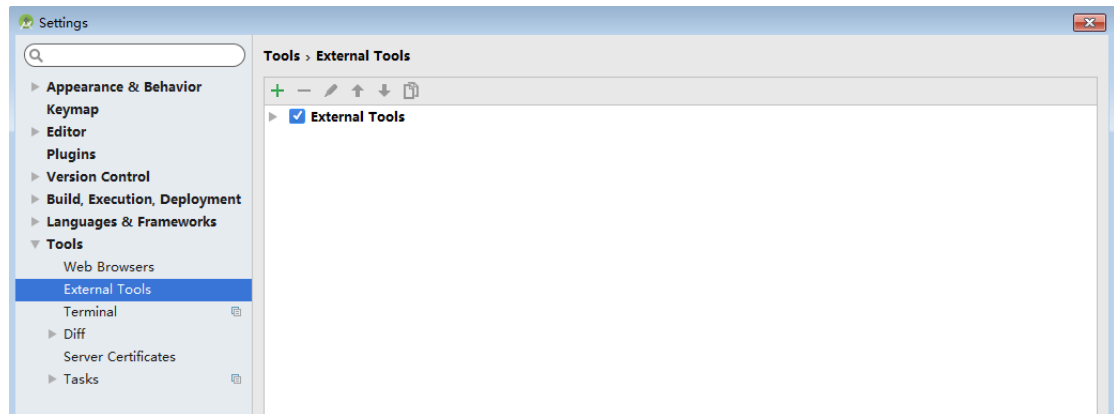 Settings
Appearance & Behavior
Keymap
Editor
Plugins
Version Control
Build, Execution, Deployment
Languages & Frameworks
Tools
Web Browsers
External Tools
Terminal
Diff
Server Certificates
Tasks
Tools › External Tools
External Tools